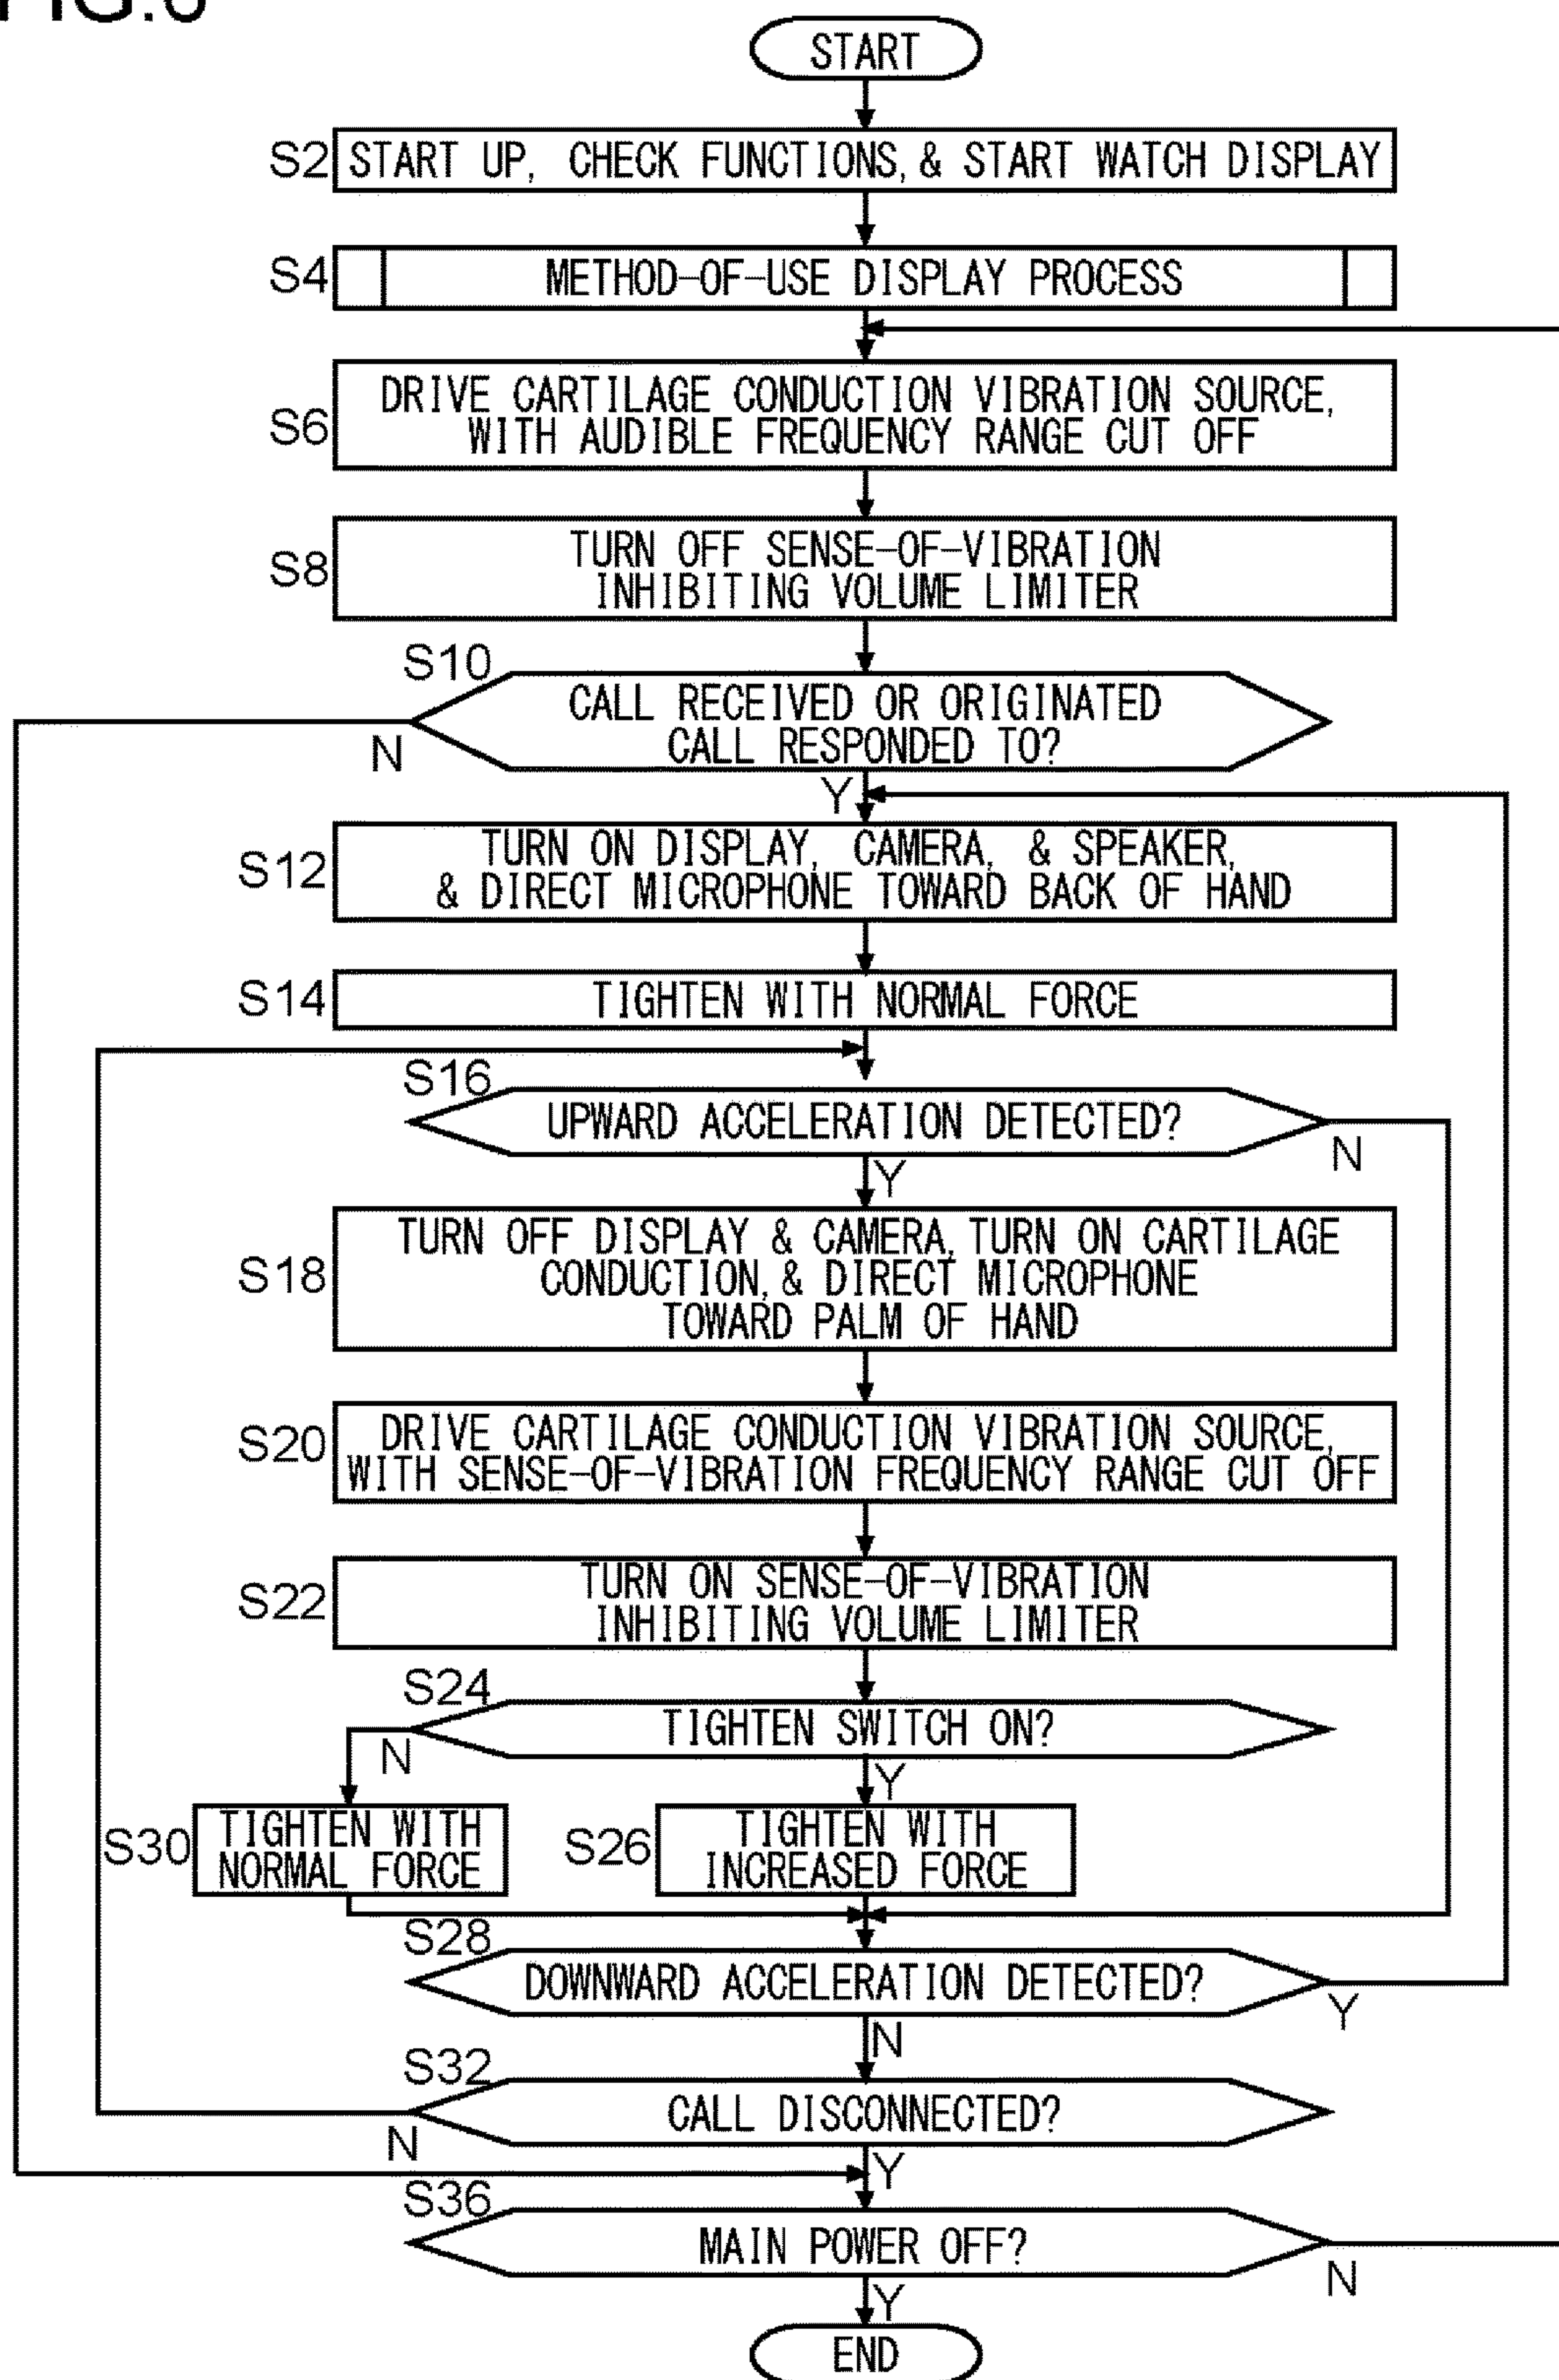 START
S2 START UP, CHECK FUNCTIONS, & START WATCH DISPLAY
S4 METHOD-OF-USE DISPLAY PROCESS
S6
DRIVE CARTILAGE CONDUCTION VIBRATION SOURCE,
WITH AUDIBLE FREQUENCY RANGE CUT OFF
S8
TURN OFF SENSE-OF-VIBRATION
INHIBITING VOLUME LIMITER
S10
CALL RECEIVED OR ORIGINATED
CALL RESPONDED TO?
N
Y
S12
TURN ON DISPLAY, CAMERA, & SPEAKER,
& DIRECT MICROPHONE TOWARD BACK OF HAND
S14 TIGHTEN WITH NORMAL FORCE
S16
UPWARD ACCELERATION DETECTED?
N
Y
S18
TURN OFF DISPLAY & CAMERA, TURN ON CARTILAGE
CONDUCTION, & DIRECT MICROPHONE
TOWARD PALM OF HAND
S20
DRIVE CARTILAGE CONDUCTION VIBRATION SOURCE,
WITH SENSE-OF-VIBRATION FREQUENCY RANGE CUT OFF
S22
TURN ON SENSE-OF-VIBRATION
INHIBITING VOLUME LIMITER
S24
TIGHTEN SWITCH ON?
N
Y
S30
TIGHTEN WITH
NORMAL FORCE
S26
TIGHTEN WITH
INCREASED FORCE
S28
DOWNWARD ACCELERATION DETECTED?
Y
N
S32
CALL DISCONNECTED?
N
Y
S36
MAIN POWER OFF?
N
Y
END